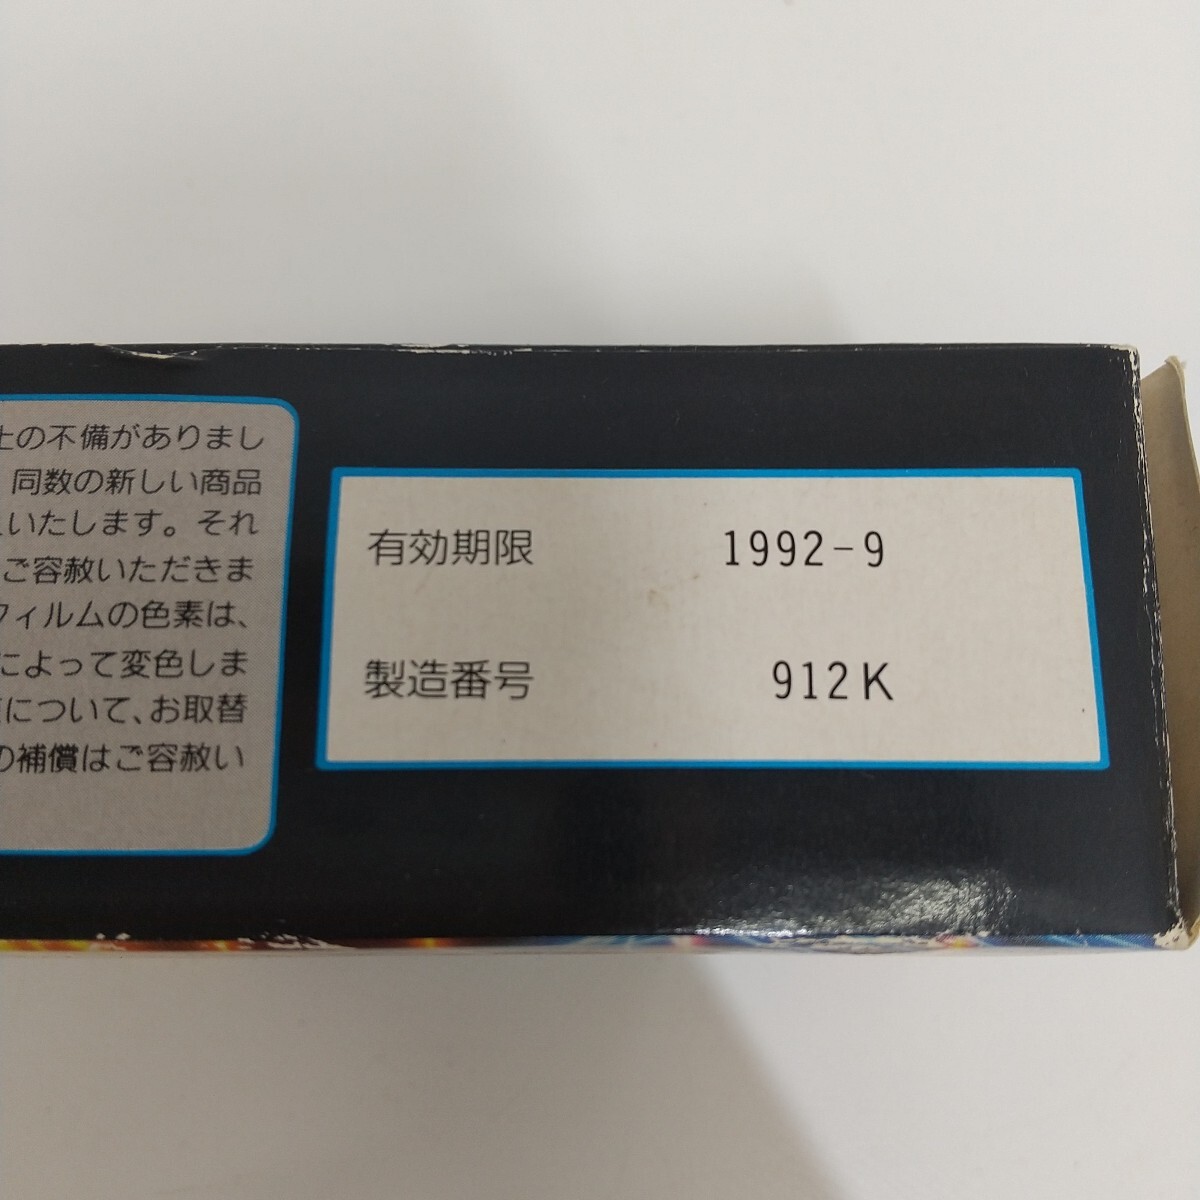 上の不備がありまし
同数の新しい商品
いたします。それ
ご容赦いただきま
フィルムの色素は、
によって変色しま
について、お取替
の補償はご容赦い
有効期限 1992-9
製造番号 912K